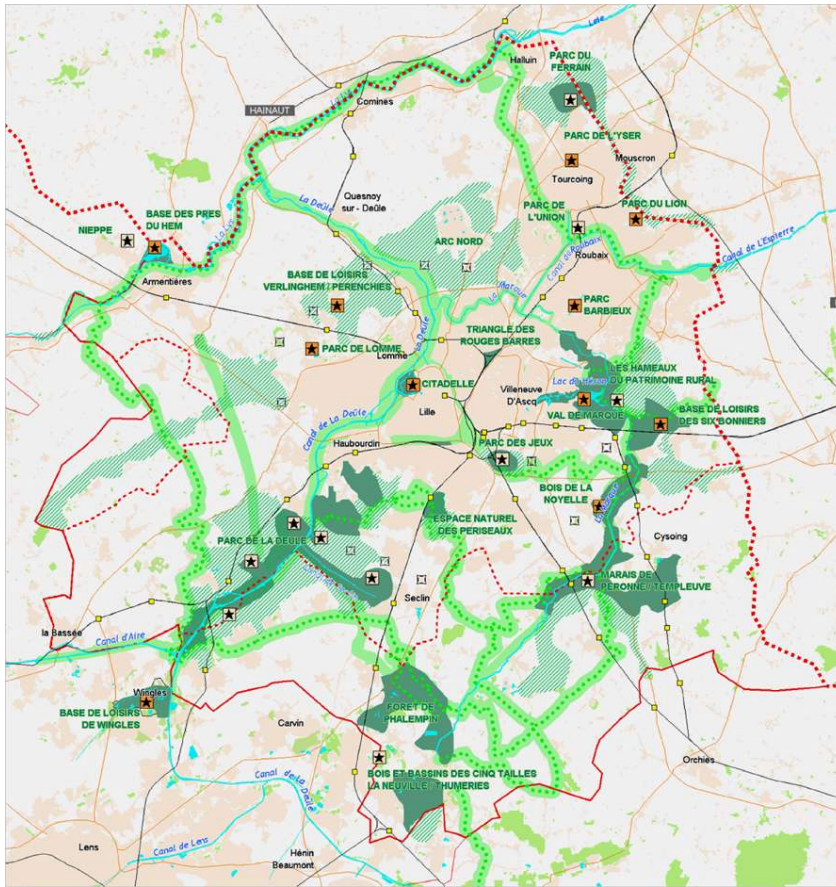 Lele
Halluin
PARC DU
FERRAIN
HAINAUT
Comines
PARC DE L'YSER
Mouscron
Tourcoing
Quesnoy
sur - Deûle
La Deûle
PARC DE
L'UNION
PARC DU LION
NIEPPE
BASE DES PRES
DU HEM
La Lys
ARC NORD
Canal de Roubaix
Roubaix
Canal de L'Espierre
Armentières
BASE DE LOISIRS
VERLINGHEM / PERENCHIES
La Marque
PARC
BARBIEUX
La Deûle
TRIANGLE DES
ROUGES BARRES
PARC DE LOMME
Lomme
LES HAMEAUX
DU PATRIMOINE RURAL
Lac du Héron
CITADELLE
Villeneuve
D'Ascq
VAL DE MARQUE
BASE DE LOISIRS
DES SIX BONNIERS
Lille
Canal de La Deûle
Haubourdin
PARC DES JEUX
BOIS DE LA
NOYELLE
La Marque
ESPACE NATUREL
DES PERISEAUX
Cysoing
PARC DE LA DEÛLE
MARAIS DE
PERONNE / TEMPLEUVE
Seclin
la Bassée
Canal d'Aire
Wingles
BASE DE LOISIRS
DE WINGLES
FORÊT DE
PHALEMPIN
Carvin
Orchies
BOIS ET BASSINS DES CINQ TAILLES
LA NEUVILLE / THUMERIES
Canal de La
Deûle
Lens
Canal de Lens
Hénin
Beaumont